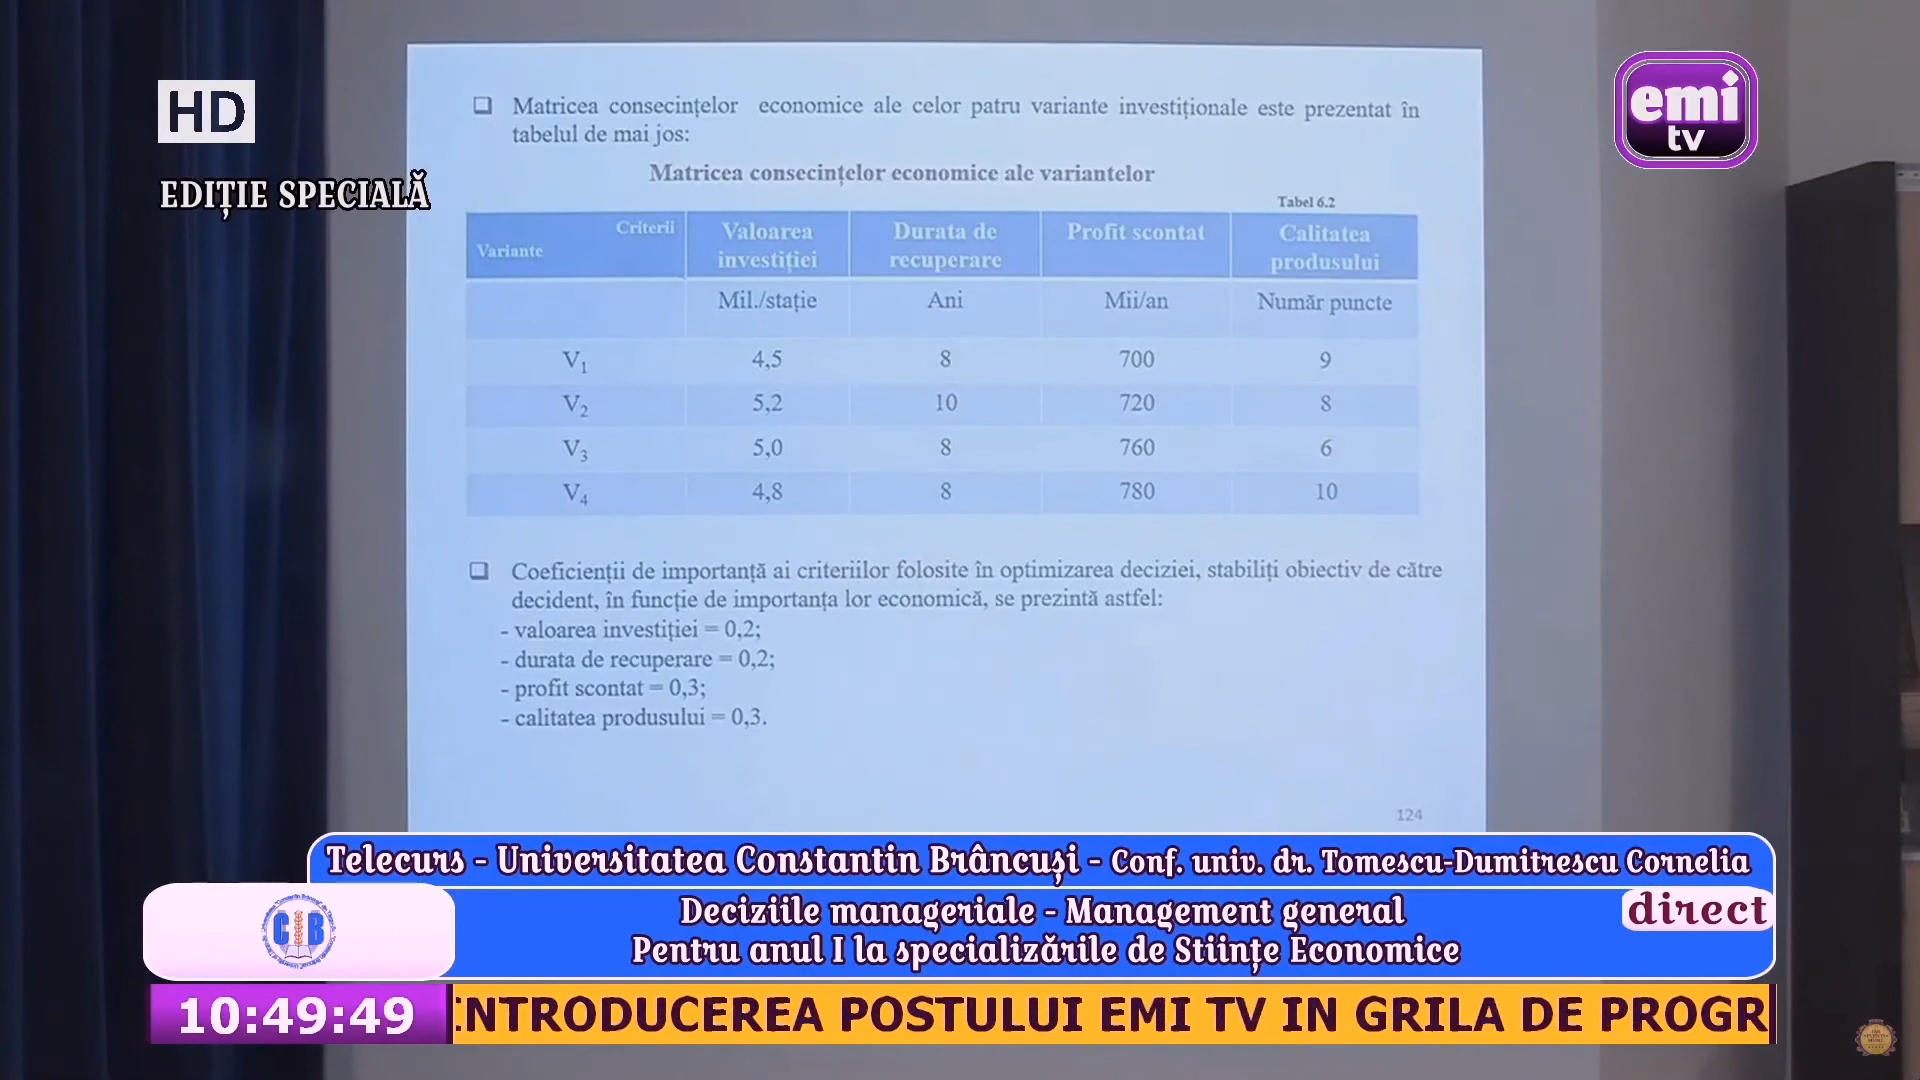 HD
emi
tv
EDIȚIE SPECIALĂ
❑ Matricea consecințelor economice ale celor patru variante investiționale este prezentat în
tabelul de mai jos:
Matricea consecințelor economice ale variantelor
Tabel 6.2
Criterii
Variante
Valoarea investiției
Durata de recuperare
Profit scontat
Calitatea produsului
Mil./stație Ani Mii/an Număr puncte
V1 4,5 8 700 9
V2 5,2 10 720 8
V3 5,0 8 760 6
V4 4,8 8 780 10
❑ Coeficienții de importanță ai criteriilor folosite în optimizarea deciziei, stabiliți obiectiv de către
decident, în funcție de importanța lor economică, se prezintă astfel:
- valoarea investiției = 0,2;
- durata de recuperare = 0,2;
- profit scontat = 0,3;
- calitatea produsului = 0,3.
124
Telecurs - Universitatea Constantin Brâncuși - Conf. univ. dr. Tomescu-Dumitrescu Cornelia
Deciziile manageriale - Management general
direct
Pentru anul I la specializările de Stiințe Economice
CIB
10:49:49
INTRODUCEREA POSTULUI EMI TV IN GRILA DE PROGR